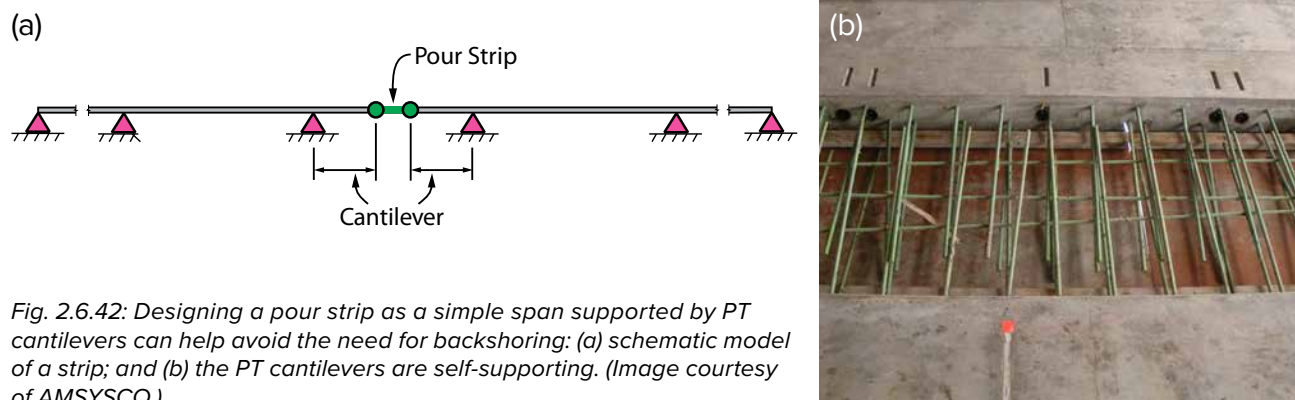 (a)
Pour Strip
Cantilever
Fig. 2.6.42: Designing a pour strip as a simple span supported by PT
cantilevers can help avoid the need for backshoring: (a) schematic model
of a strip; and (b) the PT cantilevers are self-supporting. (Image courtesy
of AMSYSCO.)
(b)